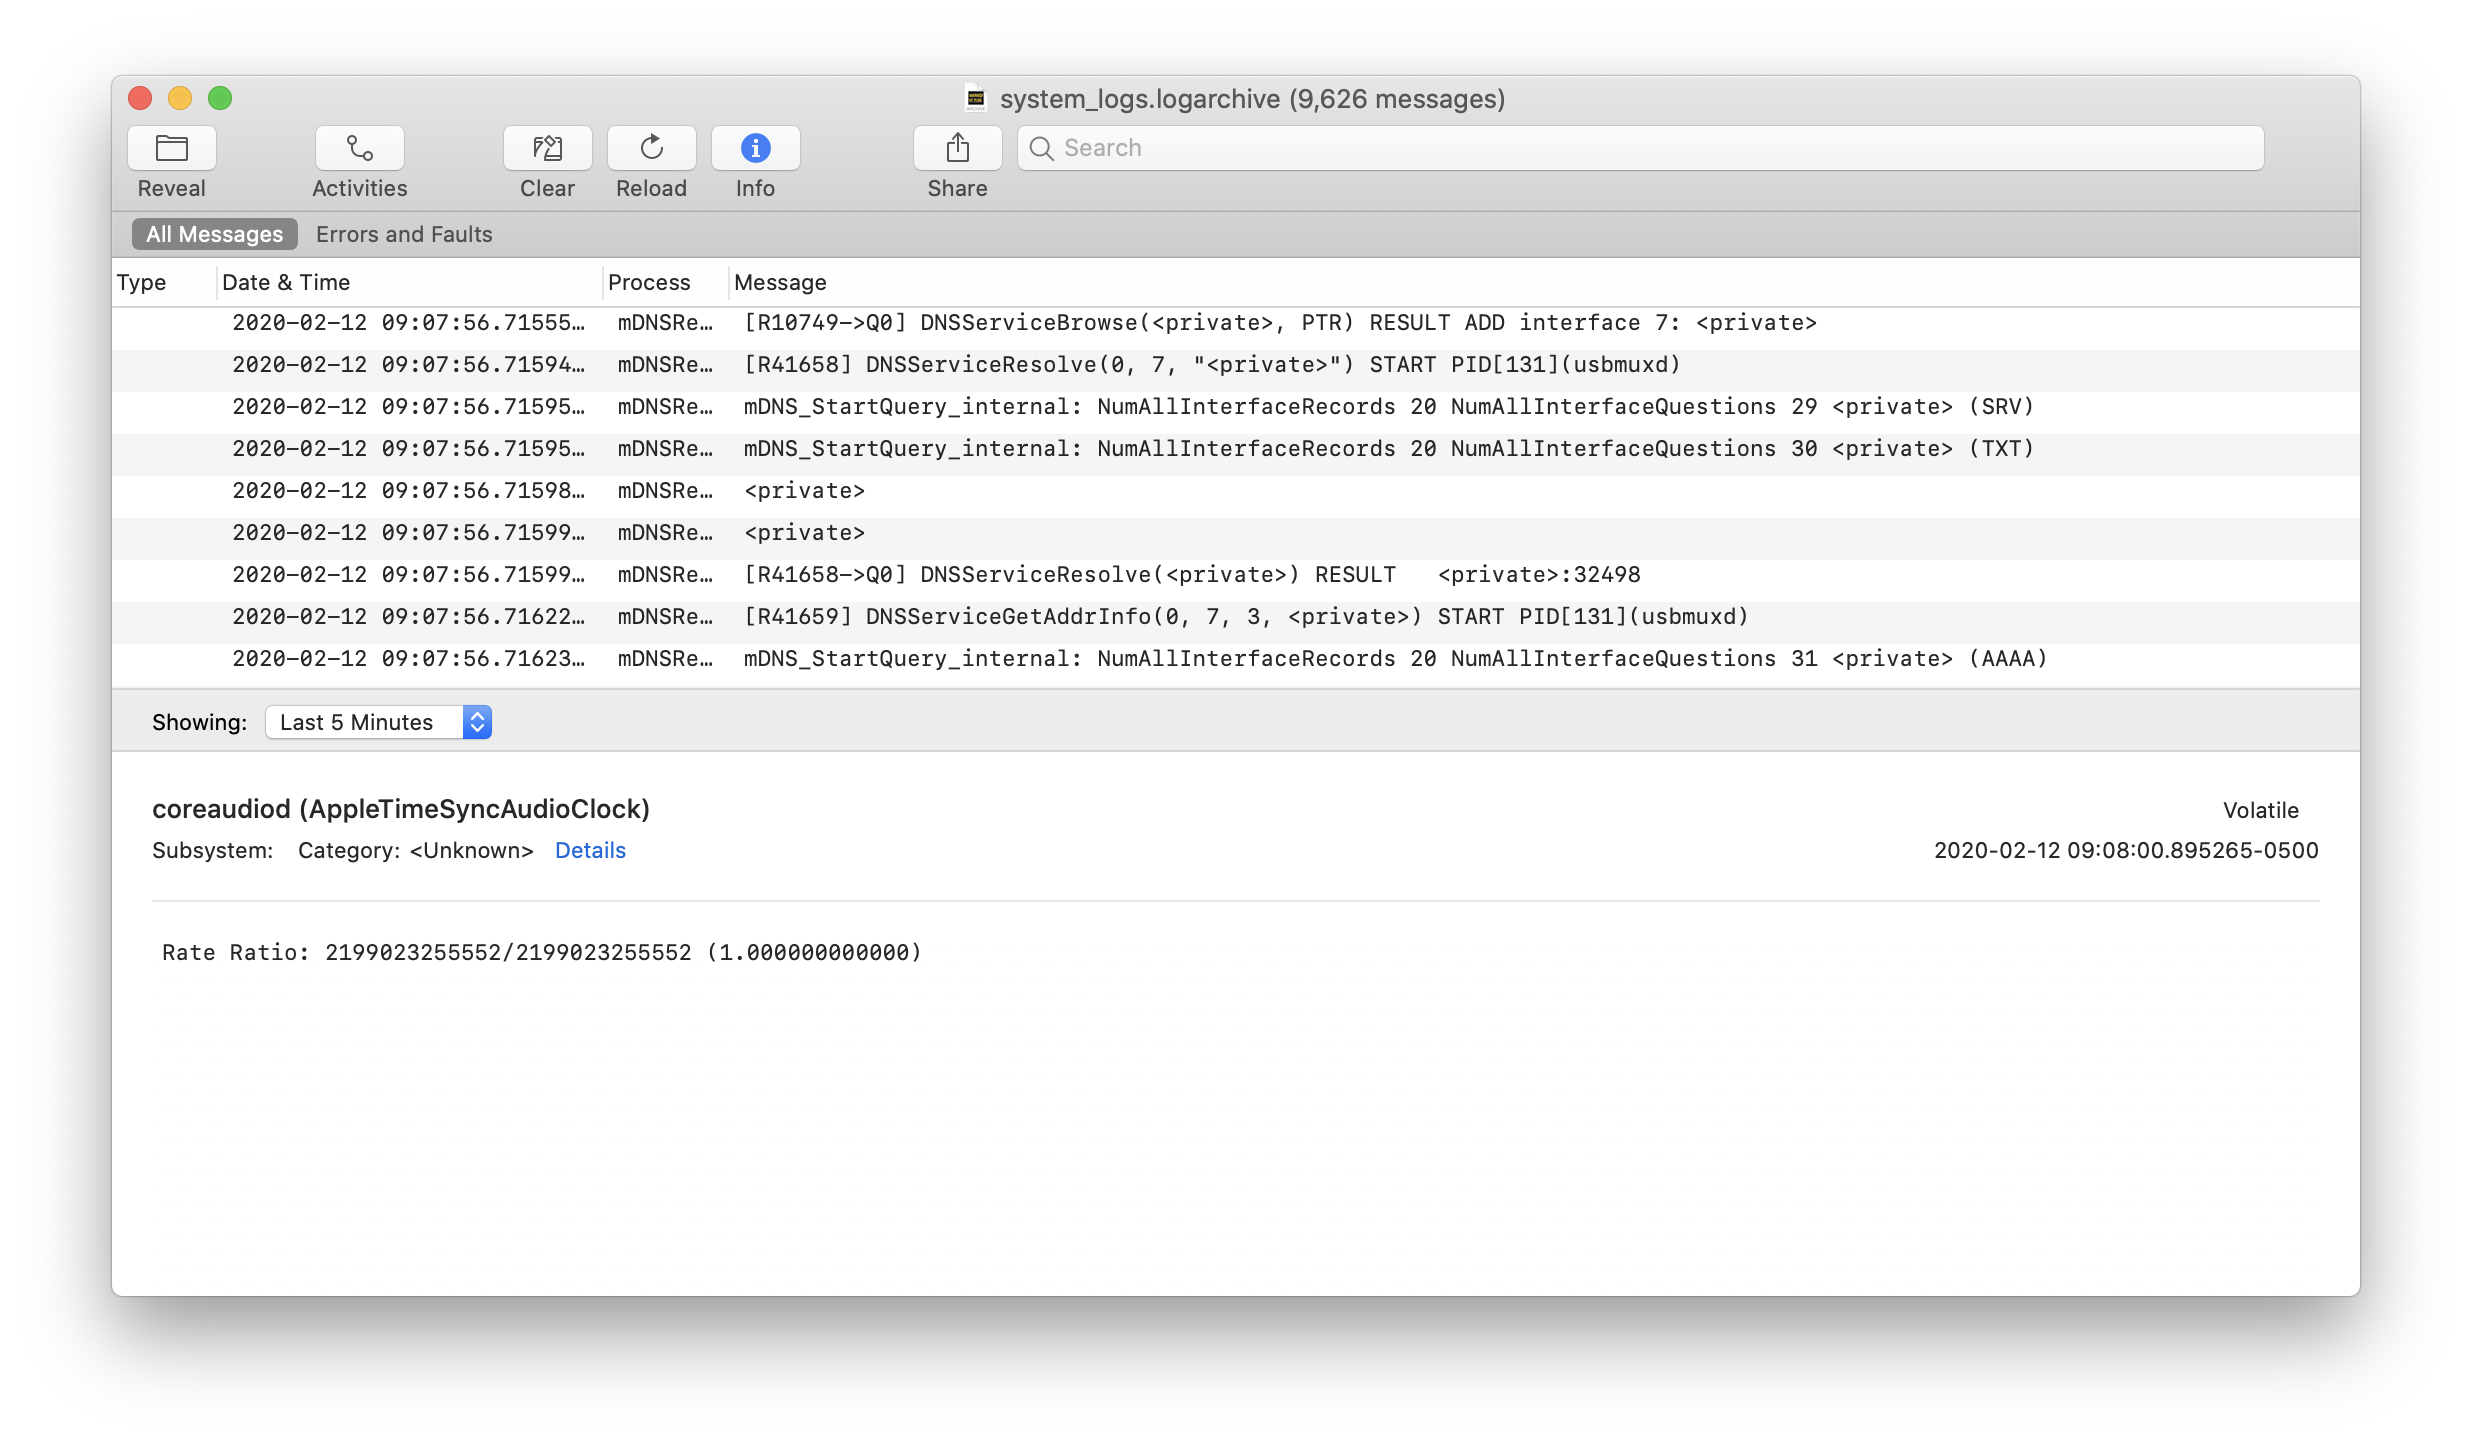 system_logs.logarchive (9,626 messages)
Search
Reveal Activities Clear Reload Info Share
All Messages Errors and Faults
Type Date & Time Process Message
2020-02-12 09:07:56.71555… mDNSRe… [R10749->Q0] DNSServiceBrowse(<private>, PTR) RESULT ADD interface 7: <private>
2020-02-12 09:07:56.71594… mDNSRe… [R41658] DNSServiceResolve(0, 7, "<private>") START PID[131](usbmuxd)
2020-02-12 09:07:56.71595… mDNSRe… mDNS_StartQuery_internal: NumAllInterfaceRecords 20 NumAllInterfaceQuestions 29 <private> (SRV)
2020-02-12 09:07:56.71595… mDNSRe… mDNS_StartQuery_internal: NumAllInterfaceRecords 20 NumAllInterfaceQuestions 30 <private> (TXT)
2020-02-12 09:07:56.71598… mDNSRe… <private>
2020-02-12 09:07:56.71599… mDNSRe… <private>
2020-02-12 09:07:56.71599… mDNSRe… [R41658->Q0] DNSServiceResolve(<private>) RESULT   <private>:32498
2020-02-12 09:07:56.71622… mDNSRe… [R41659] DNSServiceGetAddrInfo(0, 7, 3, <private>) START PID[131](usbmuxd)
2020-02-12 09:07:56.71623… mDNSRe… mDNS_StartQuery_internal: NumAllInterfaceRecords 20 NumAllInterfaceQuestions 31 <private> (AAAA)
Showing: Last 5 Minutes
coreaudiod (AppleTimeSyncAudioClock) Volatile
Subsystem: Category: <Unknown> Details 2020-02-12 09:08:00.895265-0500
Rate Ratio: 2199023255552/2199023255552 (1.000000000000)